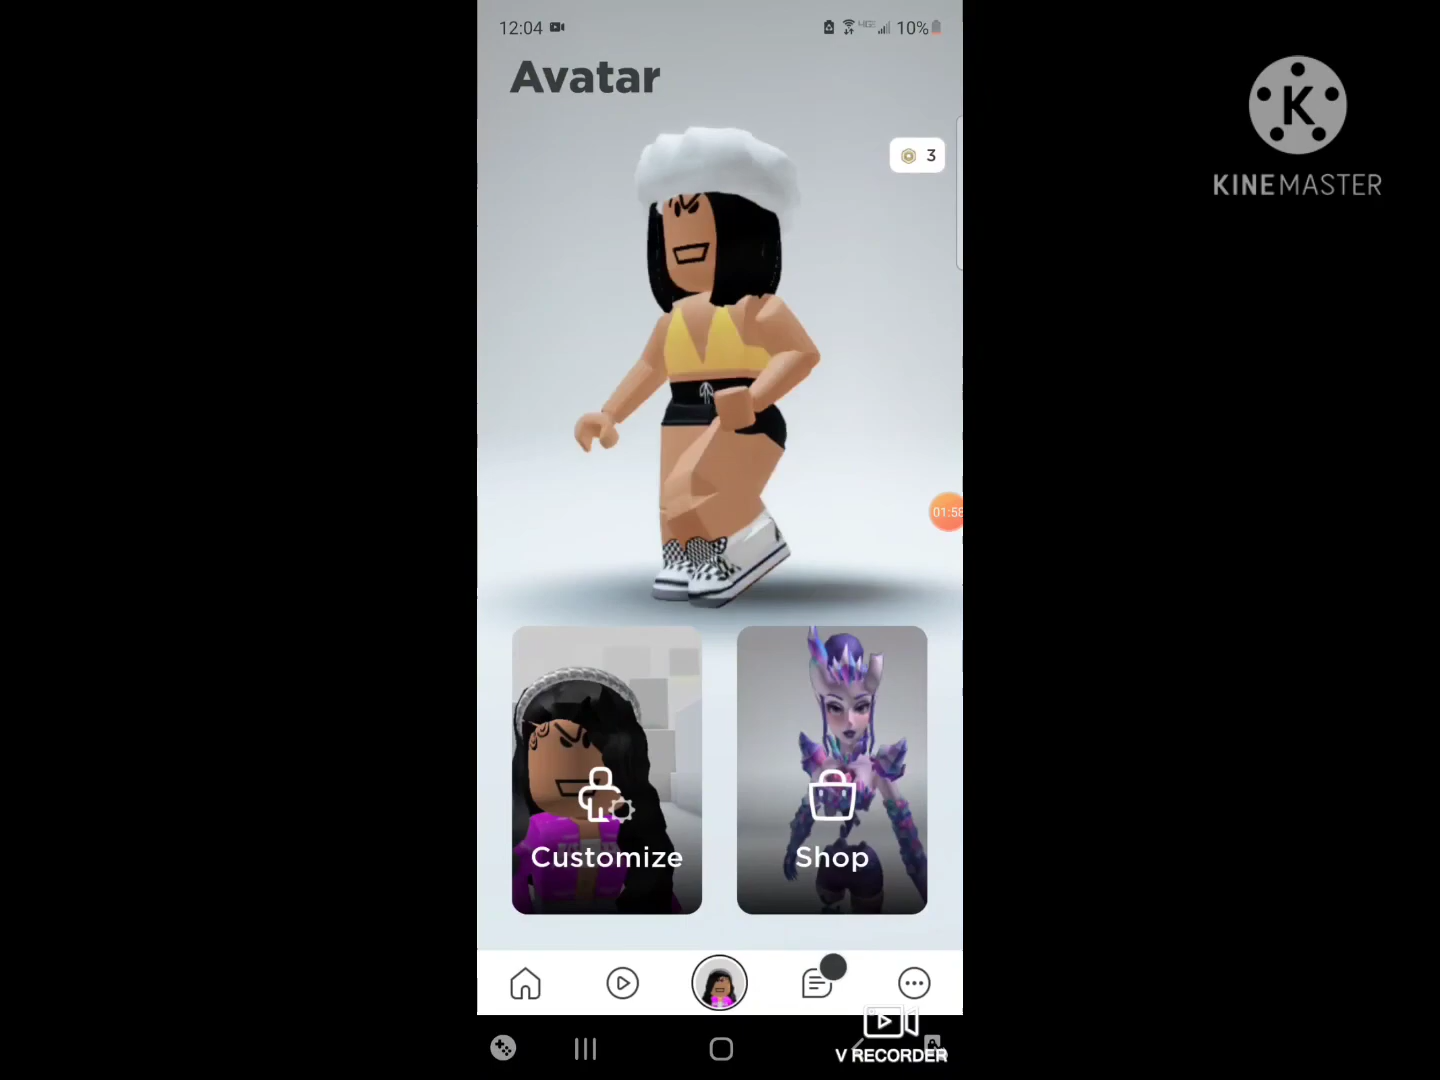 12:04
10%
Avatar
3
KINEMASTER
01:58
Customize
Shop
V RECORDER